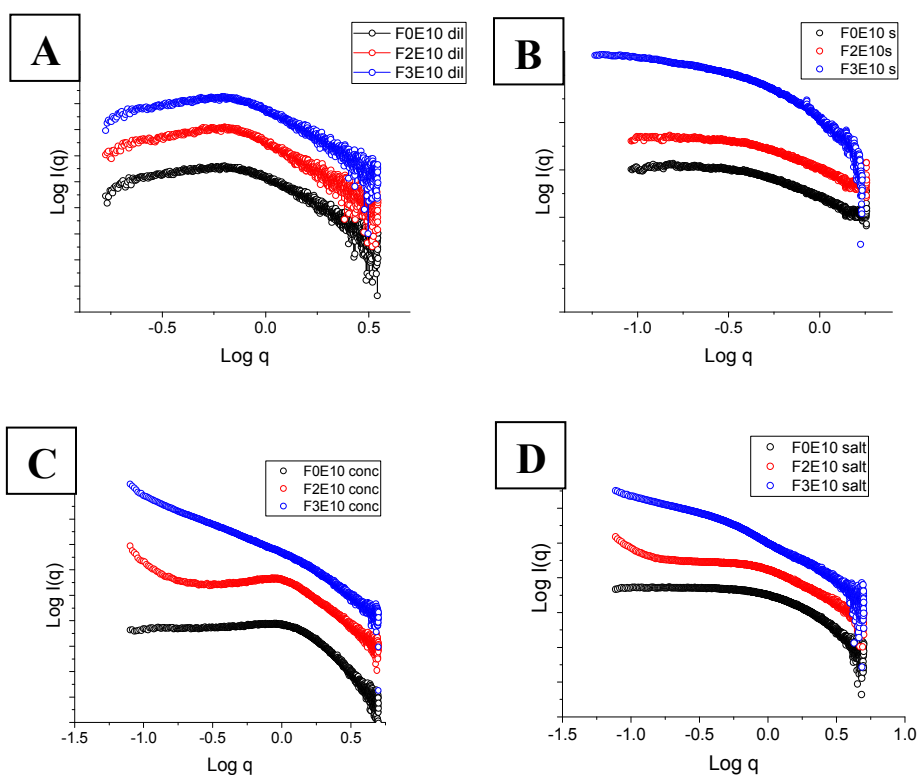 A
F0E10 dil
F2E10 dil
F3E10 dil
Log I(q)
-0.5
0.0
0.5
Log q
B
F0E10 s
F2E10s
F3E10 s
Log I(q)
-1.0
-0.5
0.0
Log q
C
F0E10 conc
F2E10 conc
F3E10 conc
Log I(q)
-1.5
-1.0
-0.5
0.0
0.5
Log q
D
F0E10 salt
F2E10 salt
F3E10 salt
Log I(q)
-1.5
-1.0
-0.5
0.0
0.5
1.0
Log q